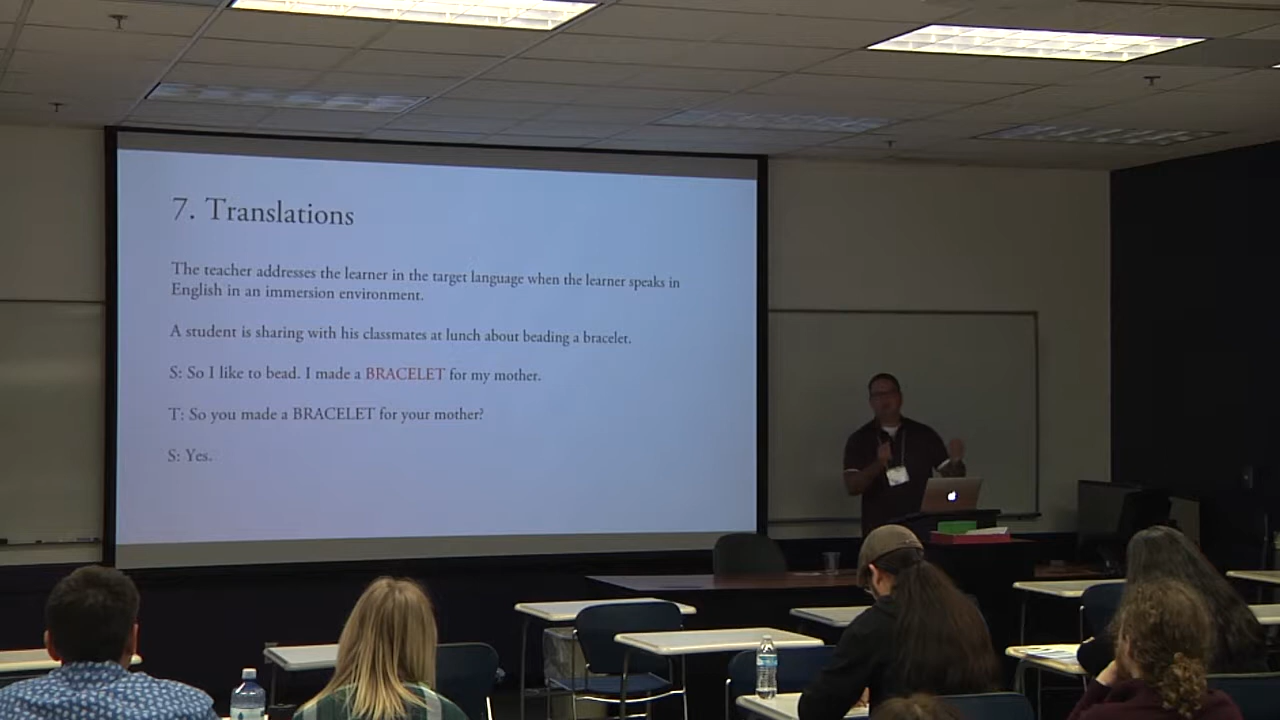 7. Translations
The teacher addresses the learner in the target language when the learner speaks in
English in an immersion environment.
A student is sharing with his classmates at lunch about beading a bracelet.
S: So I like to bead. I made a BRACELET for my mother.
T: So you made a BRACELET for your mother?
S: Yes.